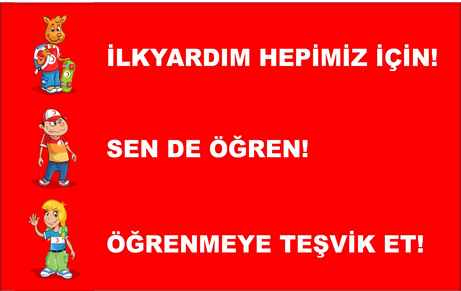 İLKYARDIM HEPİMİZ İÇİN!
SEN DE ÖĞREN!
ÖĞRENMEYE TEŞVİK ET!